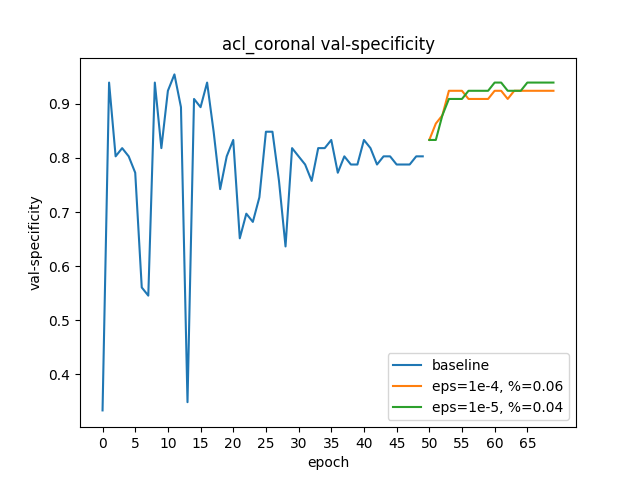 acl_coronal val-specificity
val-specificity
0.9
0.8
0.7
0.6
0.5
0.4
baseline
eps=1e-4, %=0.06
eps=1e-5, %=0.04
0 5 10 15 20 25 30 35 40 45 50 55 60 65
epoch